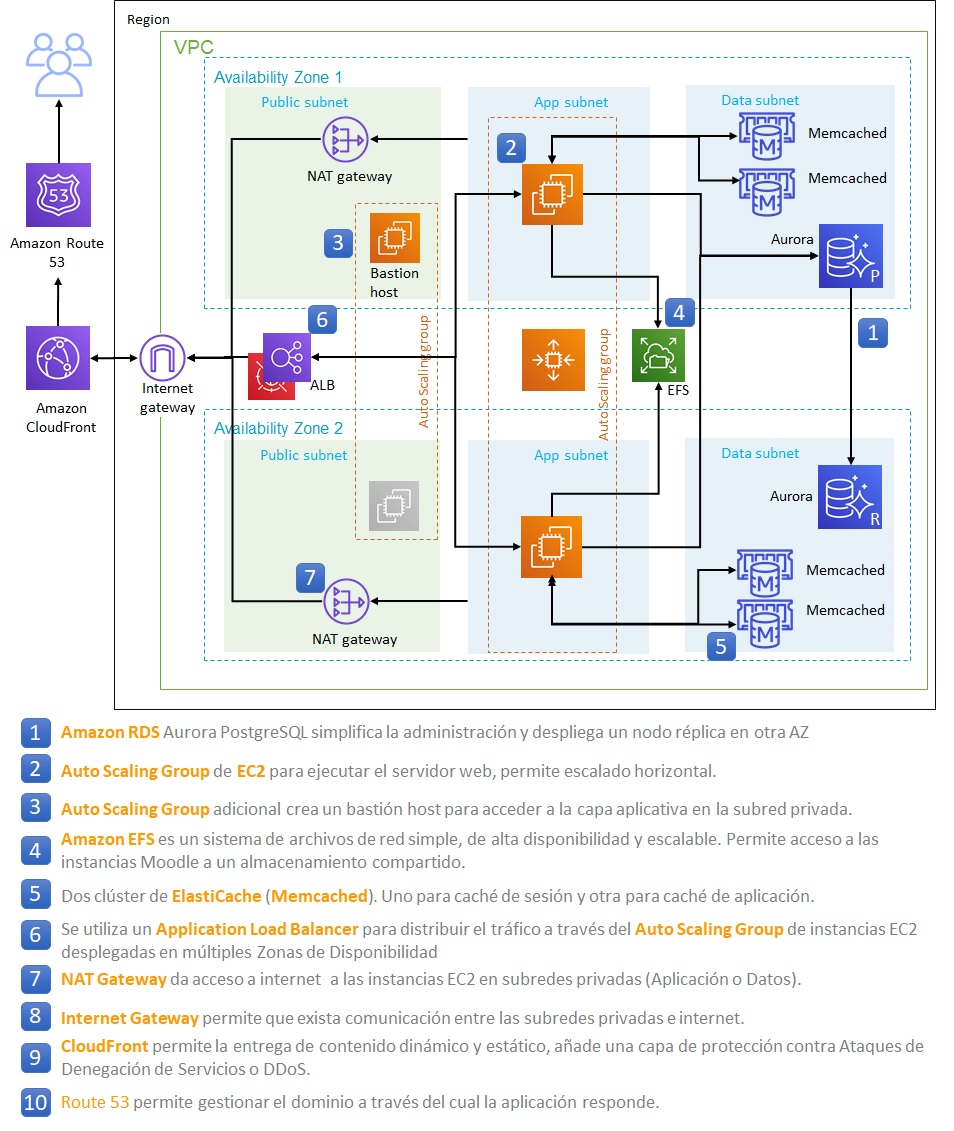 Region
VPC
Availability Zone 1
Public subnet
App subnet
Data subnet
2
Memcached
NAT gateway
Memcached
53
Amazon Route
53
3
Bastion
host
Aurora
P
6
4
1
Auto Scaling group
Auto Scaling group
ALB
EFS
Internet
gateway
Amazon
CloudFront
Availability Zone 2
Public subnet
App subnet
Data subnet
Aurora
R
7
M
Memcached
M
Memcached
NAT gateway
5
M
M
1 Amazon RDS Aurora PostgreSQL simplifica la administración y despliega un nodo réplica en otra AZ
2 Auto Scaling Group de EC2 para ejecutar el servidor web, permite escalado horizontal.
3 Auto Scaling Group adicional crea un bastión host para acceder a la capa aplicativa en la subred privada.
4 Amazon EFS es un sistema de archivos de red simple, de alta disponibilidad y escalable. Permite acceso a las
instancias Moodle a un almacenamiento compartido.
5 Dos clúster de ElastiCache (Memcached). Uno para caché de sesión y otra para caché de aplicación.
6 Se utiliza un Application Load Balancer para distribuir el tráfico a través del Auto Scaling Group de instancias EC2
desplegadas en múltiples Zonas de Disponibilidad
7 NAT Gateway da acceso a internet a las instancias EC2 en subredes privadas (Aplicación o Datos).
8 Internet Gateway permite que exista comunicación entre las subredes privadas e internet.
9 CloudFront permite la entrega de contenido dinámico y estático, añade una capa de protección contra Ataques de
Denegación de Servicios o DDoS.
10 Route 53 permite gestionar el dominio a través del cual la aplicación responde.